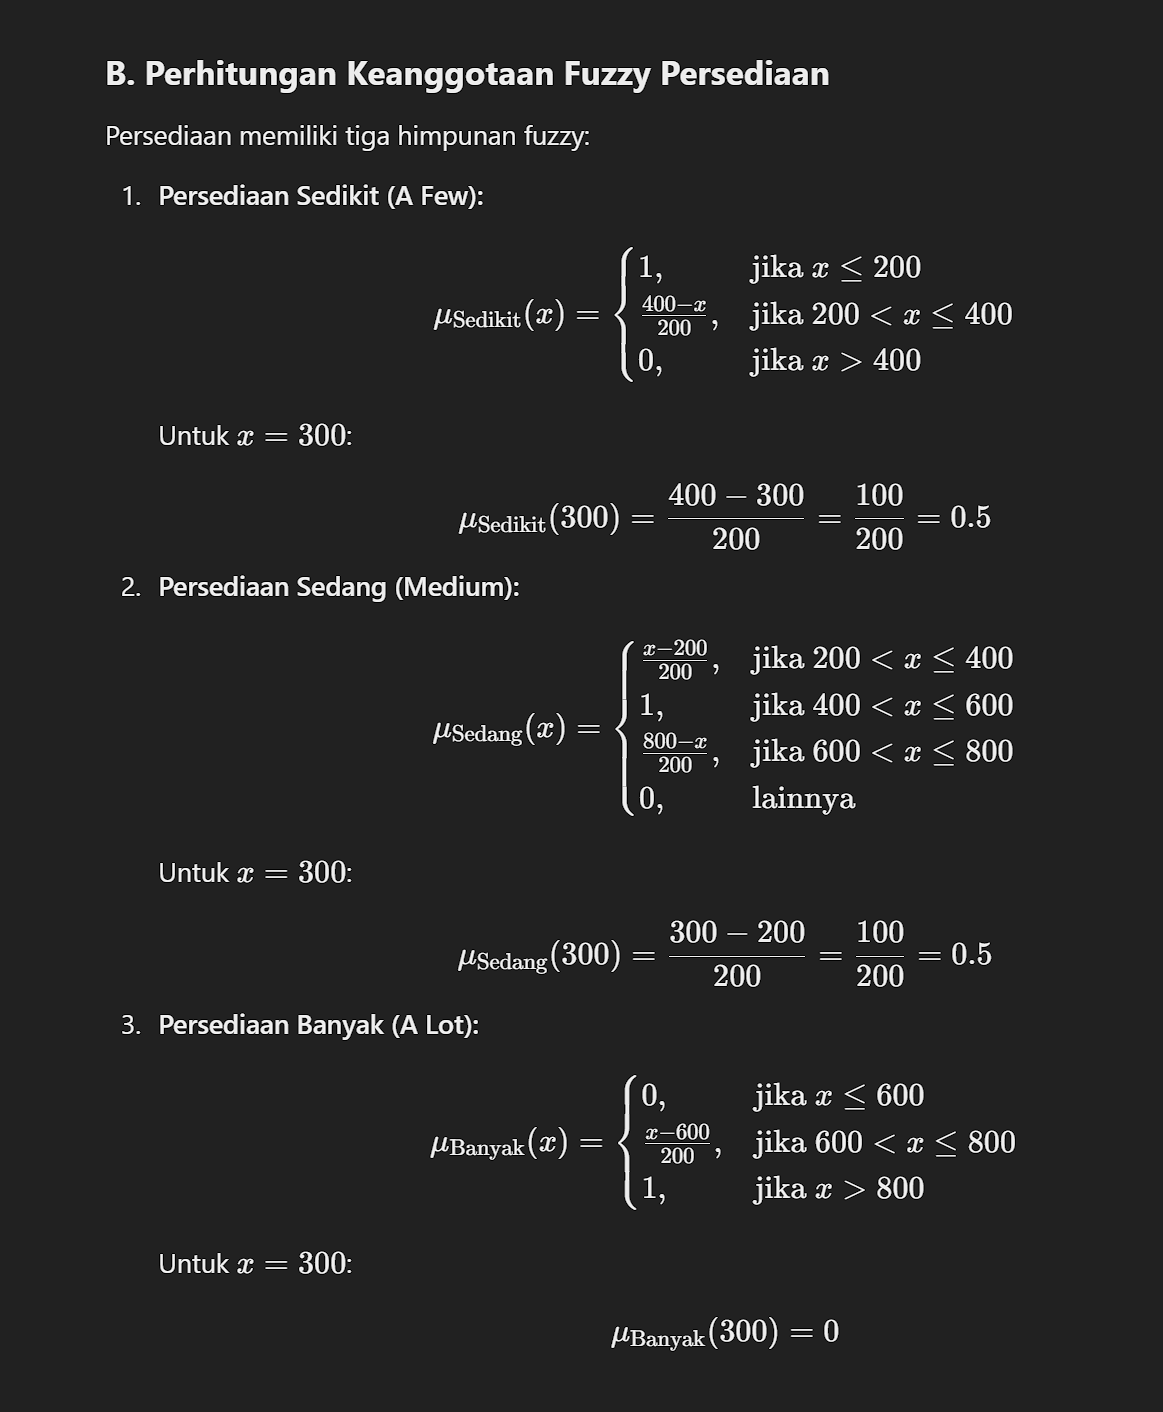 B. Perhitungan Keanggotaan Fuzzy Persediaan
Persediaan memiliki tiga himpunan fuzzy:
1. Persediaan Sedikit (A Few):
μSedikit(x) = { 1, jika x ≤ 200
(400−x)/200, jika 200 < x ≤ 400
0, jika x > 400
Untuk x = 300:
μSedikit(300) = (400 − 300)/200 = 100/200 = 0.5
2. Persediaan Sedang (Medium):
μSedang(x) = { (x−200)/200, jika 200 < x ≤ 400
1, jika 400 < x ≤ 600
(800−x)/200, jika 600 < x ≤ 800
0, lainnya
Untuk x = 300:
μSedang(300) = (300 − 200)/200 = 100/200 = 0.5
3. Persediaan Banyak (A Lot):
μBanyak(x) = { 0, jika x ≤ 600
(x−600)/200, jika 600 < x ≤ 800
1, jika x > 800
Untuk x = 300:
μBanyak(300) = 0